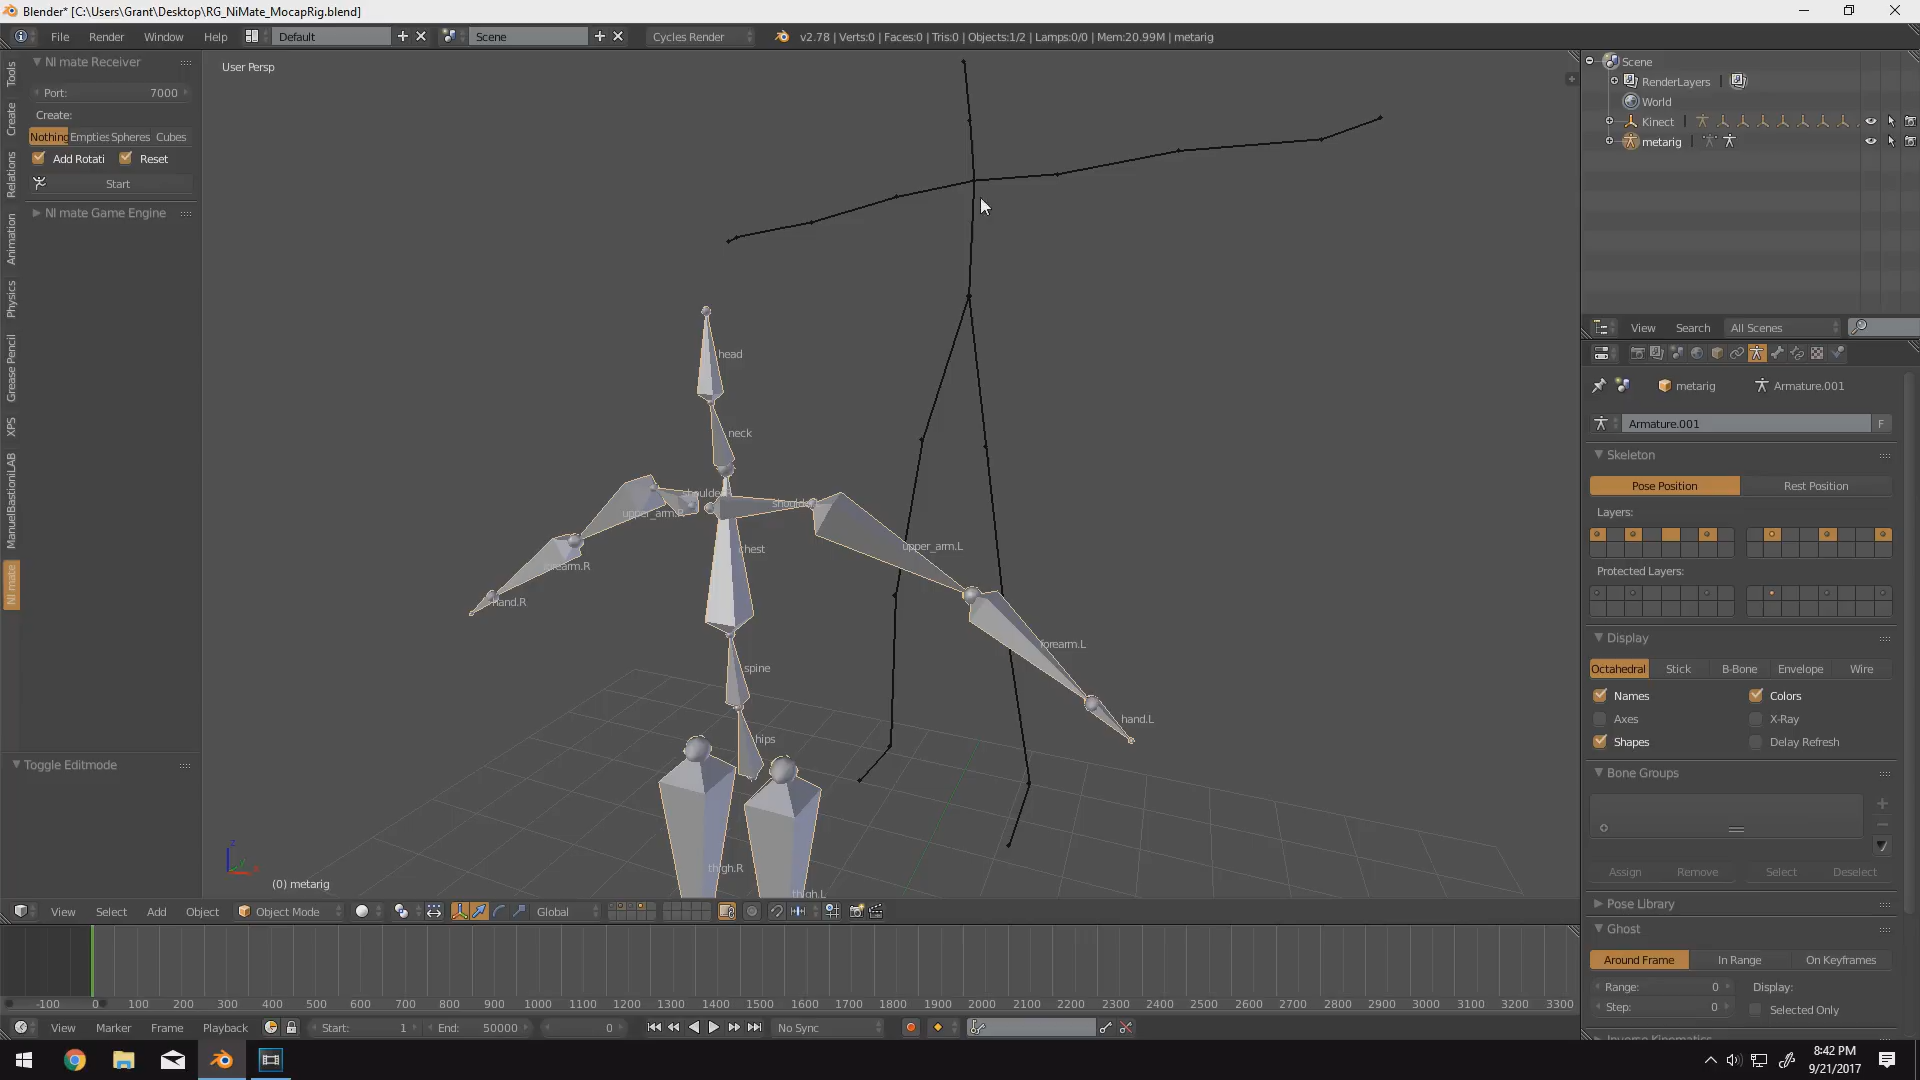 Blender* [C:\Users\Grant\Desktop\RG_NiMate_MocapRig.blend]
File Render Window Help Default Scene Cycles Render v2.78 | Verts:0 | Faces:0 | Tris:0 | Objects:1/2 | Lamps:0/0 | Mem:20.99M | metarig
NI mate Receiver
Port: 7000
Create:
Nothing Empties Spheres Cubes
Add Rotati Reset
Start
NI mate Game Engine
Toggle Editmode
Tools
Create
Relations
Animation
Physics
Grease Pencil
XPS
ManuelBastioniLAB
NI mate
User Persp
head
neck
shoulde
shoulde
upper_arm.R
chest
upper_arm.L
forearm.R
hand.R
forearm.L
spine
hand.L
hips
thigh.R
thigh.L
(0) metarig
View Select Add Object Object Mode Global
Scene
RenderLayers
World
Kinect
metarig
View Search All Scenes
metarig Armature.001
Armature.001 F
Skeleton
Pose Position Rest Position
Layers:
Protected Layers:
Display
Octahedral Stick B-Bone Envelope Wire
Names Colors
Axes X-Ray
Shapes Delay Refresh
Bone Groups
Assign Remove Select Deselect
Pose Library
Ghost
Around Frame In Range On Keyframes
Range: 0 Display:
Step: 0 Selected Only
Inverse Kinematics
-100 0 100 200 300 400 500 600 700 800 900 1000 1100 1200 1300 1400 1500 1600 1700 1800 1900 2000 2100 2200 2300 2400 2500 2600 2700 2800 2900 3000 3100 3200 3300
View Marker Frame Playback Start: 1 End: 50000 0 No Sync
8:42 PM
9/21/2017